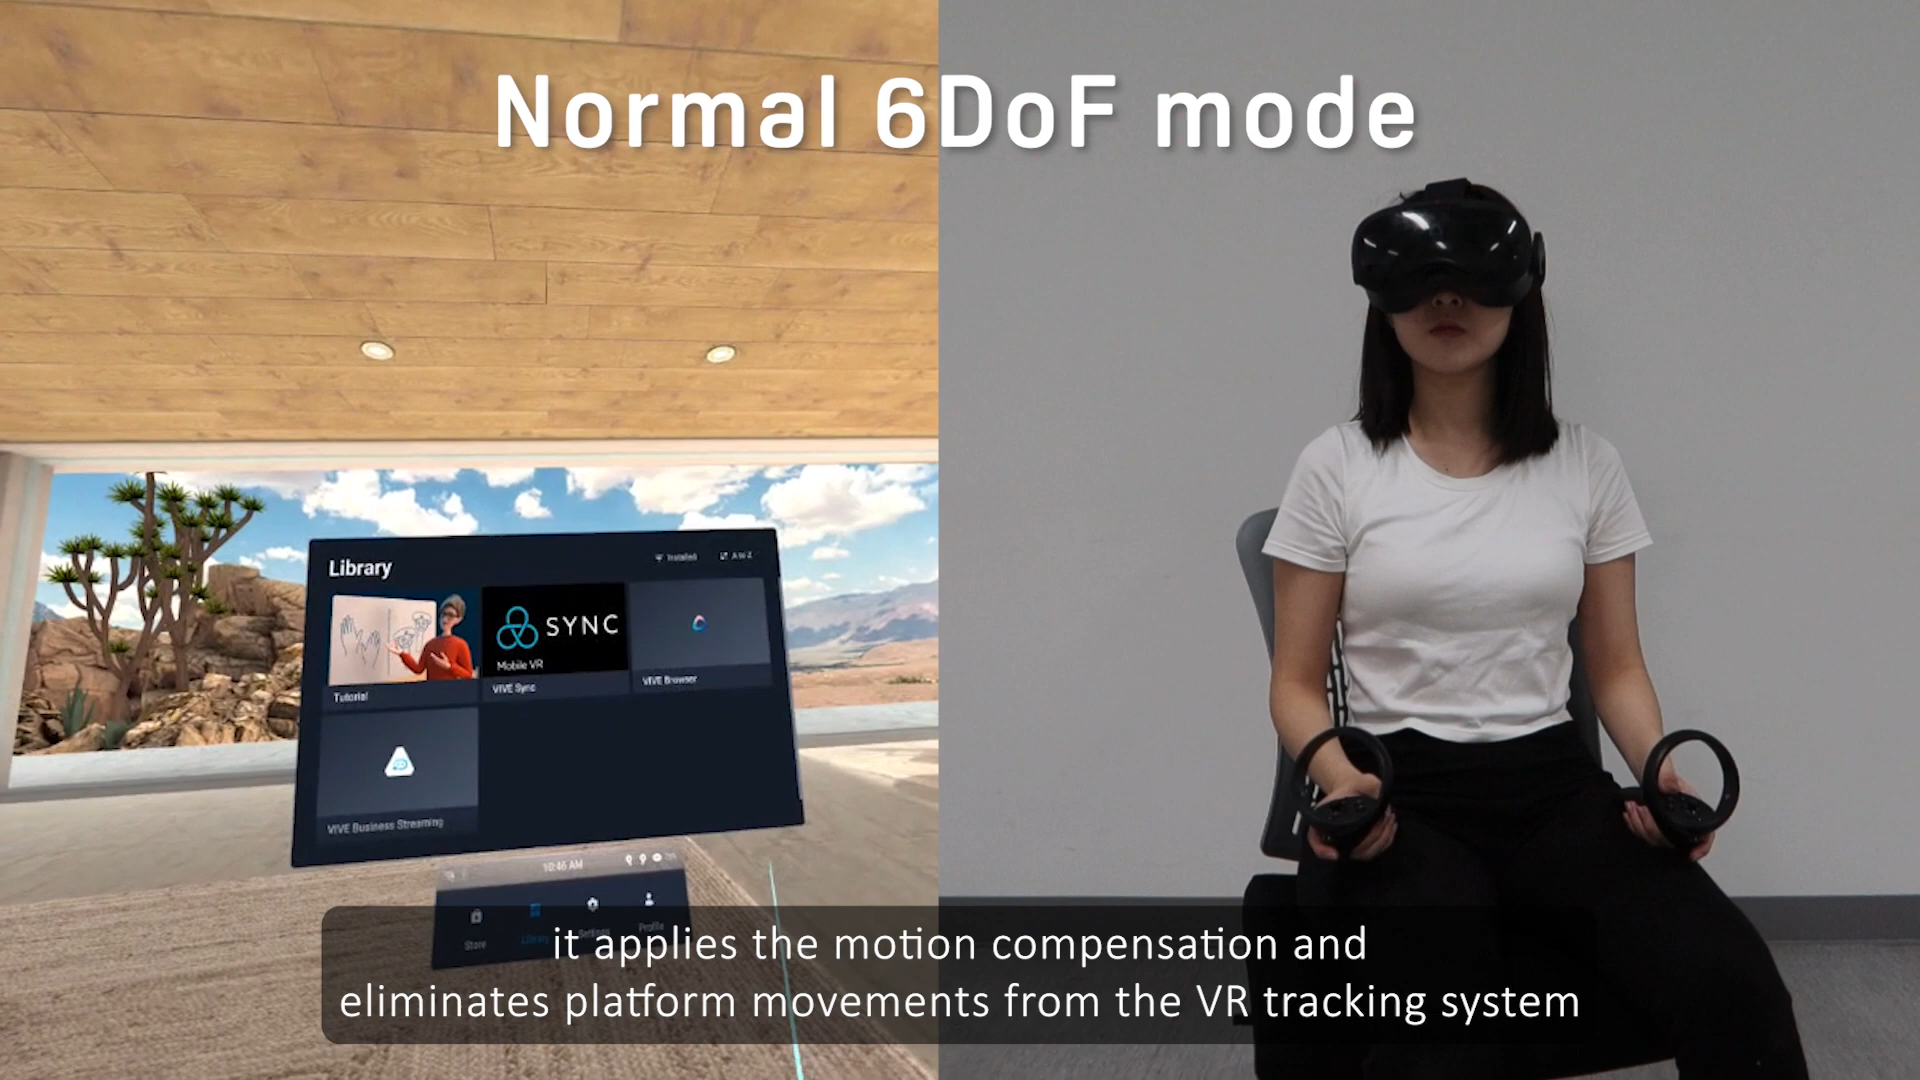 Normal 6DoF mode
Library
Installed
A to Z
SYNC
Mobile VR
Tutorial
VIVE Sync
VIVE Browser
VIVE Business Streaming
10:46 AM
Store
Library
Settings
Profile
it applies the motion compensation and
eliminates platform movements from the VR tracking system